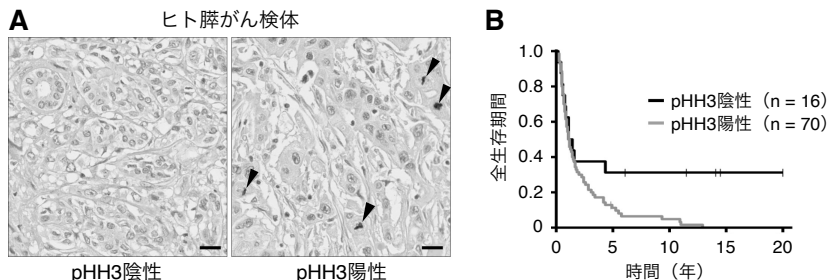 A
ヒト膵がん検体
pHH3陰性
pHH3陽性
B
全生存期間
1.0
0.8
0.6
0.4
0.2
0
pHH3陰性（n = 16）
pHH3陽性（n = 70）
0 5 10 15 20
時間（年）